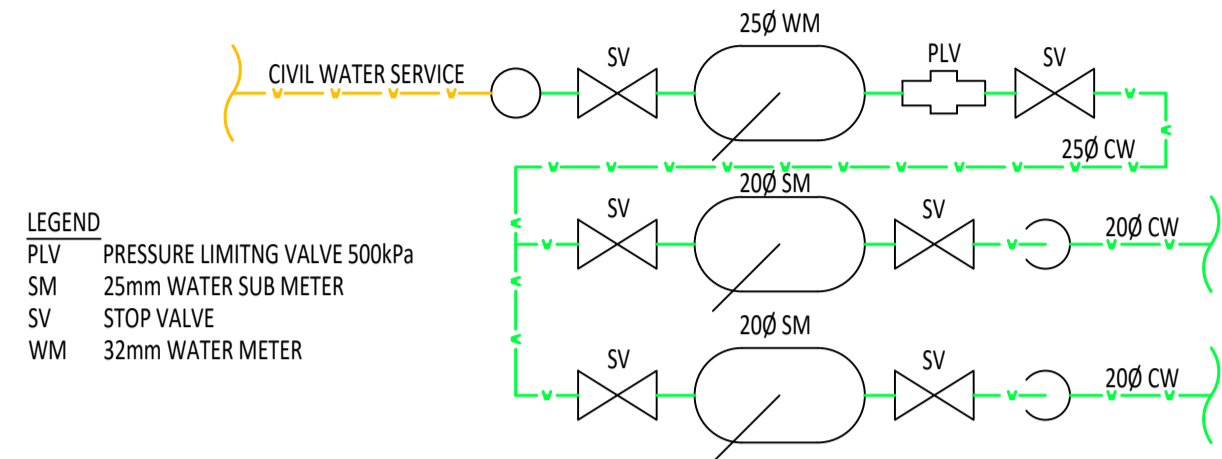 25Ø WM
SV
PLV
SV
CIVIL WATER SERVICE
25Ø CW
20Ø SM
SV
SV
20Ø CW
LEGEND
PLV PRESSURE LIMITNG VALVE 500kPa
SM 25mm WATER SUB METER
SV STOP VALVE
WM 32mm WATER METER
20Ø SM
SV
SV
20Ø CW